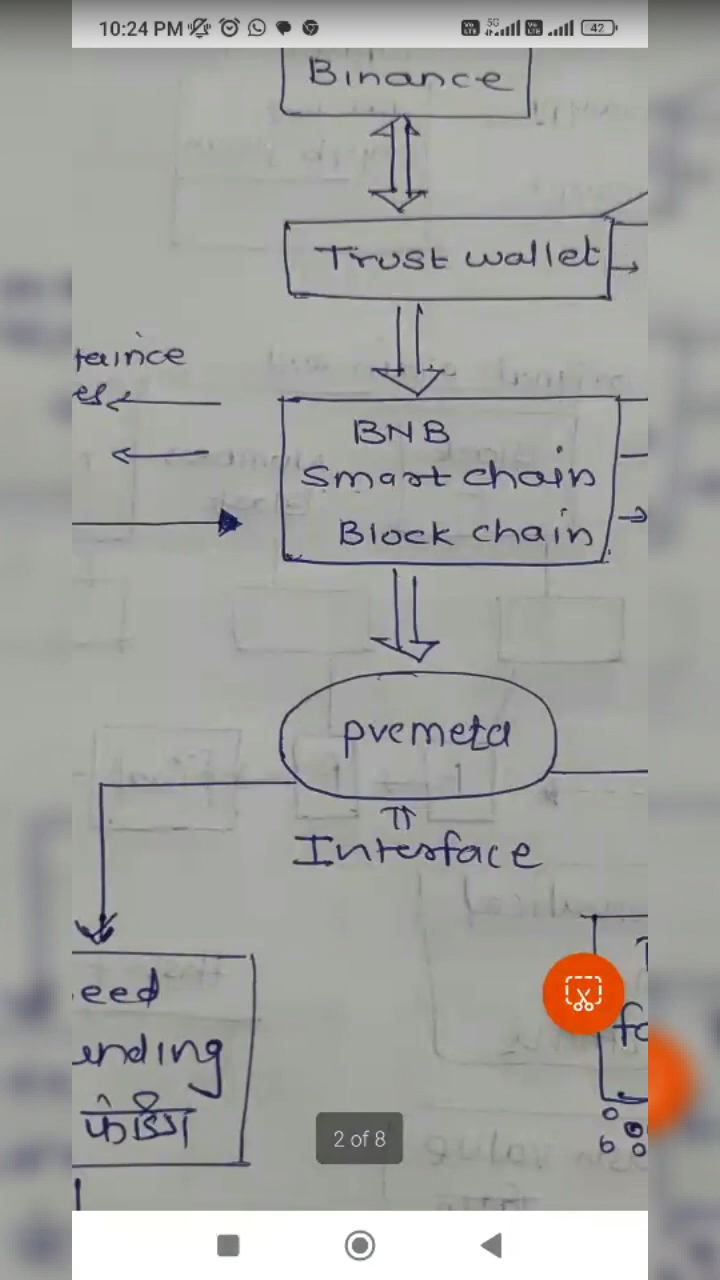 10:24 PM
5G
42
Binance
Trust wallet
BNB
Smart chain
Block chain
pvemeta
Interface
eed
ending
2 of 8